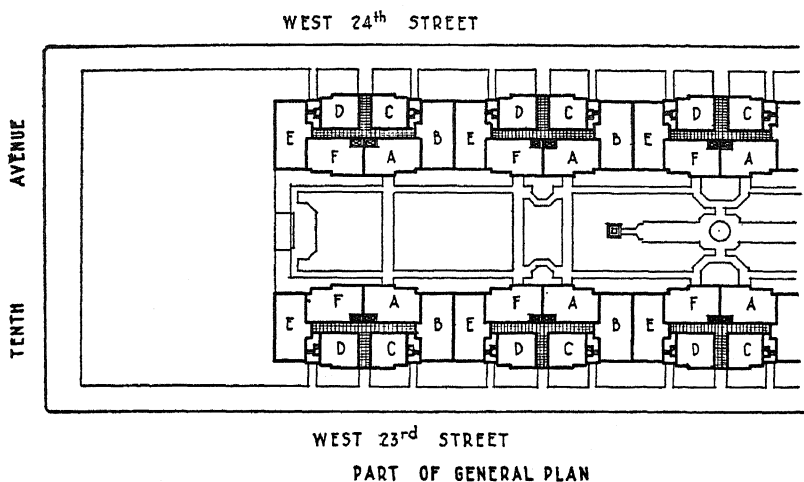 WEST 24th STREET
TENTH AVENUE
D C D C D C
E B E B E
F A F A F A
F A F A F A
E B E B E
D C D C D C
WEST 23rd STREET
PART OF GENERAL PLAN